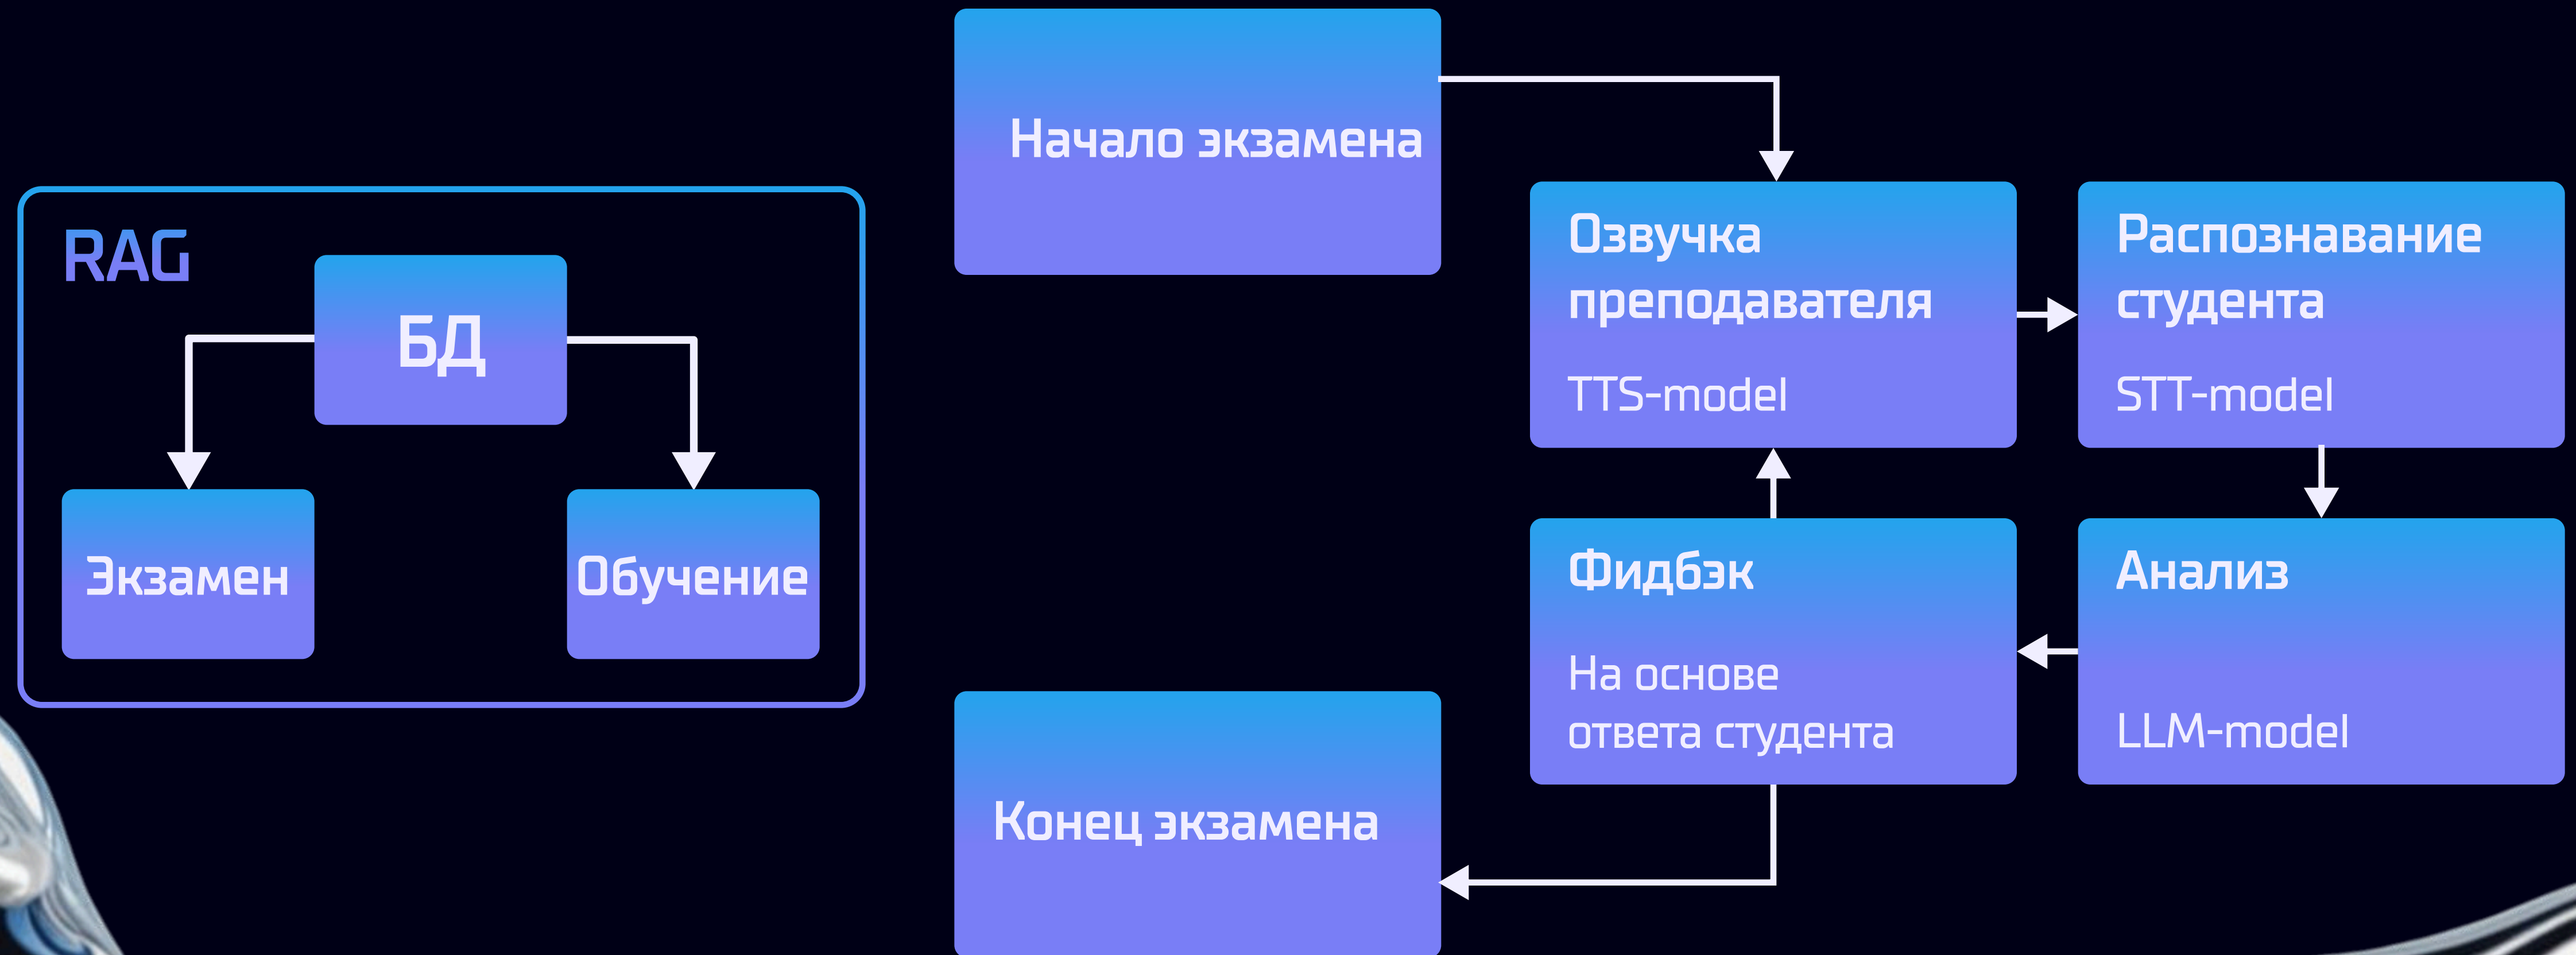 RAG
БД
Экзамен
Обучение
Начало экзамена
Озвучка
преподавателя
TTS-model
Распознавание
студента
STT-model
Фидбэк
На основе
ответа студента
Анализ
LLM-model
Конец экзамена